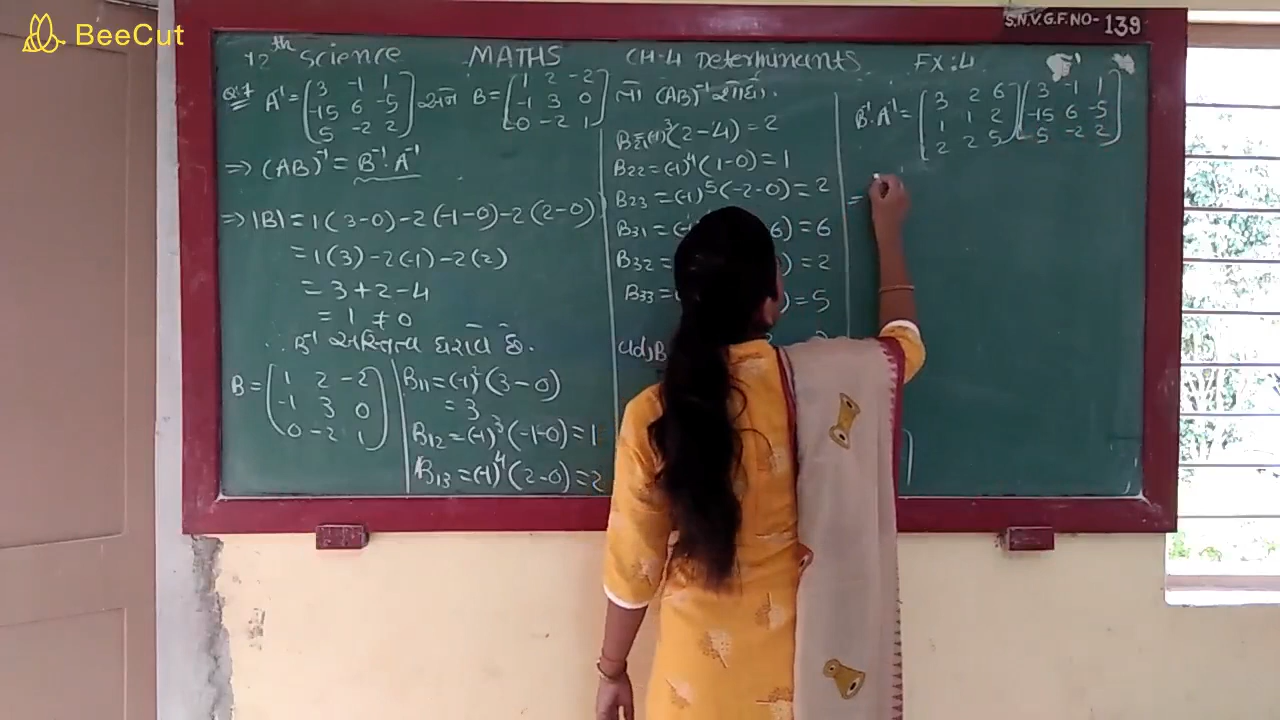 BeeCut
S.N.V.G.F.NO- 139
12th Science MATHS CH-4 Determinants EX:4
A⁻¹ = [3 -1 1
-15 6 -5
5 -2 2] અને B = [1 2 -2
-1 3 0
0 -2 1] તો (AB)⁻¹ શોધો.
⇒ (AB)⁻¹ = B⁻¹·A⁻¹
⇒ |B| = 1(3-0)-2(-1-0)-2(2-0)
= 1(3)-2(-1)-2(2)
= 3+2-4
= 1 ≠ 0
∴ B⁻¹ અસ્તિત્વ ધરાવે છે.
B = [1 2 -2
-1 3 0
0 -2 1]
B11 = (-1)²(3-0)
= 3
B12 = (-1)³(-1-0) = 1
B13 = (-1)⁴(2-0) = 2
(-1)³(2-4) = 2
B22 = (-1)⁴(1-0) = 1
B23 = (-1)⁵(-2-0) = 2
B31 = 6) = 6
B32 = ) = 2
B33 = ) = 5
adj B
B⁻¹·A⁻¹ = [3 2 6
1 1 2
2 2 5] [3 -1 1
-15 6 -5
5 -2 2]
=